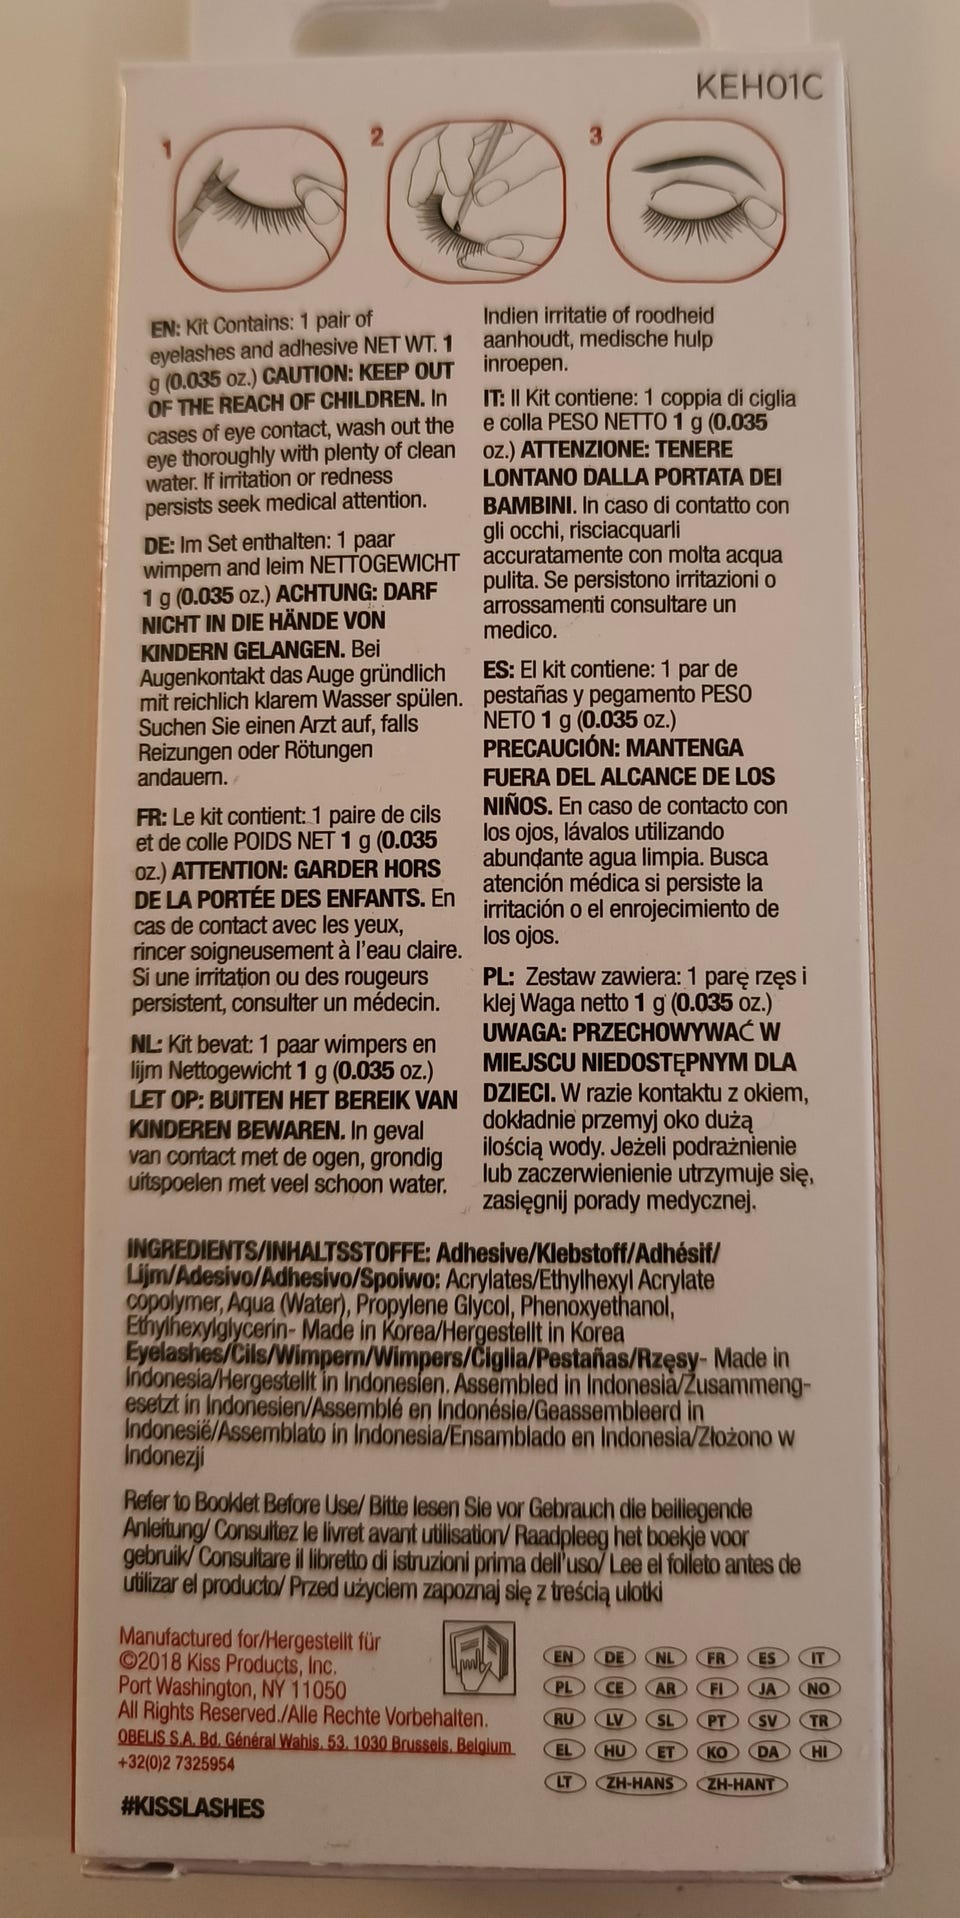 KEH01C
1 2 3
EN: Kit Contains: 1 pair of
eyelashes and adhesive NET WT. 1
g (0.035 oz.) CAUTION: KEEP OUT
OF THE REACH OF CHILDREN. In
cases of eye contact, wash out the
eye thoroughly with plenty of clean
water. If irritation or redness
persists seek medical attention.
DE: Im Set enthalten: 1 paar
wimpern and leim NETTOGEWICHT
1 g (0.035 oz.) ACHTUNG: DARF
NICHT IN DIE HÄNDE VON
KINDERN GELANGEN. Bei
Augenkontakt das Auge gründlich
mit reichlich klarem Wasser spülen.
Suchen Sie einen Arzt auf, falls
Reizungen oder Rötungen
andauern.
FR: Le kit contient: 1 paire de cils
et de colle POIDS NET 1 g (0.035
oz.) ATTENTION: GARDER HORS
DE LA PORTÉE DES ENFANTS. En
cas de contact avec les yeux,
rincer soigneusement à l'eau claire.
Si une irritation ou des rougeurs
persistent, consulter un médecin.
NL: Kit bevat: 1 paar wimpers en
lijm Nettogewicht 1 g (0.035 oz.)
LET OP: BUITEN HET BEREIK VAN
KINDEREN BEWAREN. In geval
van contact met de ogen, grondig
uitspoelen met veel schoon water.
Indien irritatie of roodheid
aanhoudt, medische hulp
inroepen.
IT: Il Kit contiene: 1 coppia di ciglia
e colla PESO NETTO 1 g (0.035
oz.) ATTENZIONE: TENERE
LONTANO DALLA PORTATA DEI
BAMBINI. In caso di contatto con
gli occhi, risciacquarli
accuratamente con molta acqua
pulita. Se persistono irritazioni o
arrossamenti consultare un
medico.
ES: El kit contiene: 1 par de
pestañas y pegamento PESO
NETO 1 g (0.035 oz.)
PRECAUCIÓN: MANTENGA
FUERA DEL ALCANCE DE LOS
NIÑOS. En caso de contacto con
los ojos, lávalos utilizando
abundante agua limpia. Busca
atención médica si persiste la
irritación o el enrojecimiento de
los ojos.
PL: Zestaw zawiera: 1 parę rzęs i
klej Waga netto 1 g (0.035 oz.)
UWAGA: PRZECHOWYWAĆ W
MIEJSCU NIEDOSTĘPNYM DLA
DZIECI. W razie kontaktu z okiem,
dokładnie przemyj oko dużą
ilością wody. Jeżeli podrażnienie
lub zaczerwienienie utrzymuje się,
zasięgnij porady medycznej.
INGREDIENTS/INHALTSSTOFFE: Adhesive/Klebstoff/Adhésif/
Lijm/Adesivo/Adhesivo/Spoiwo: Acrylates/Ethylhexyl Acrylate
copolymer, Aqua (Water), Propylene Glycol, Phenoxyethanol,
Ethylhexylglycerin- Made in Korea/Hergestellt in Korea
Eyelashes/Cils/Wimpern/Wimpers/Ciglia/Pestañas/Rzęsy- Made in
Indonesia/Hergestellt in Indonesien. Assembled in Indonesia/Zusammeng-
esetzt in Indonesien/Assemblé en Indonésie/Geassembleerd in
Indonesië/Assemblato in Indonesia/Ensamblado en Indonesia/Złożono w
Indonezji
Refer to Booklet Before Use/ Bitte lesen Sie vor Gebrauch die beiliegende
Anleitung/ Consultez le livret avant utilisation/ Raadpleeg het boekje voor
gebruik/ Consultare il libretto di istruzioni prima dell'uso/ Lee el folleto antes de
utilizar el producto/ Przed użyciem zapoznaj się z treścią ulotki
Manufactured for/Hergestellt für
©2018 Kiss Products, Inc.
Port Washington, NY 11050
All Rights Reserved./Alle Rechte Vorbehalten.
OBELIS S.A. Bd. Général Wahis, 53, 1030 Brussels, Belgium
+32(0)2 7325954
#KISSLASHES
EN DE NL FR ES IT
PL CE AR FI JA NO
RU LV SL PT SV TR
EL HU ET KO DA HI
LT ZH-HANS ZH-HANT